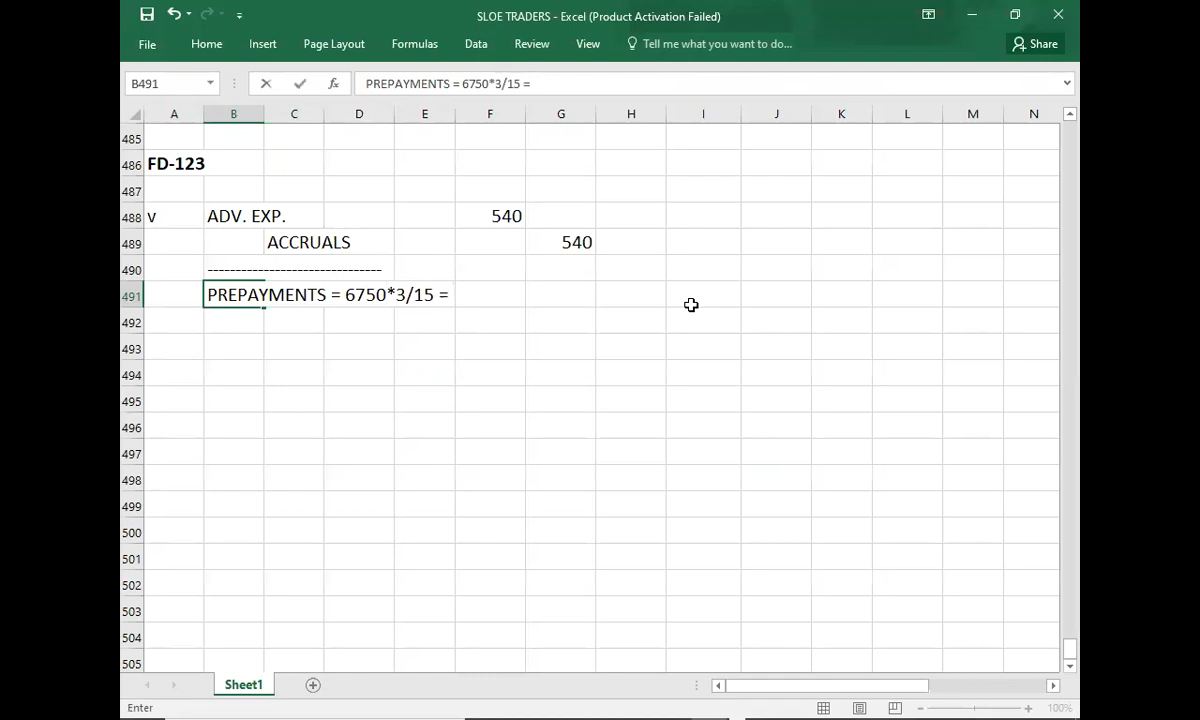 SLOE TRADERS - Excel (Product Activation Failed)
File Home Insert Page Layout Formulas Data Review View Tell me what you want to do... Share
B491 fx PREPAYMENTS = 6750*3/15 =
A B C D E F G H I J K L M N
485
486 FD-123
487
488 V ADV. EXP. 540
489 ACCRUALS 540
490 -------------------------------
491 PREPAYMENTS = 6750*3/15 =
492
493
494
495
496
497
498
499
500
501
502
503
504
505
Sheet1
Enter 100%